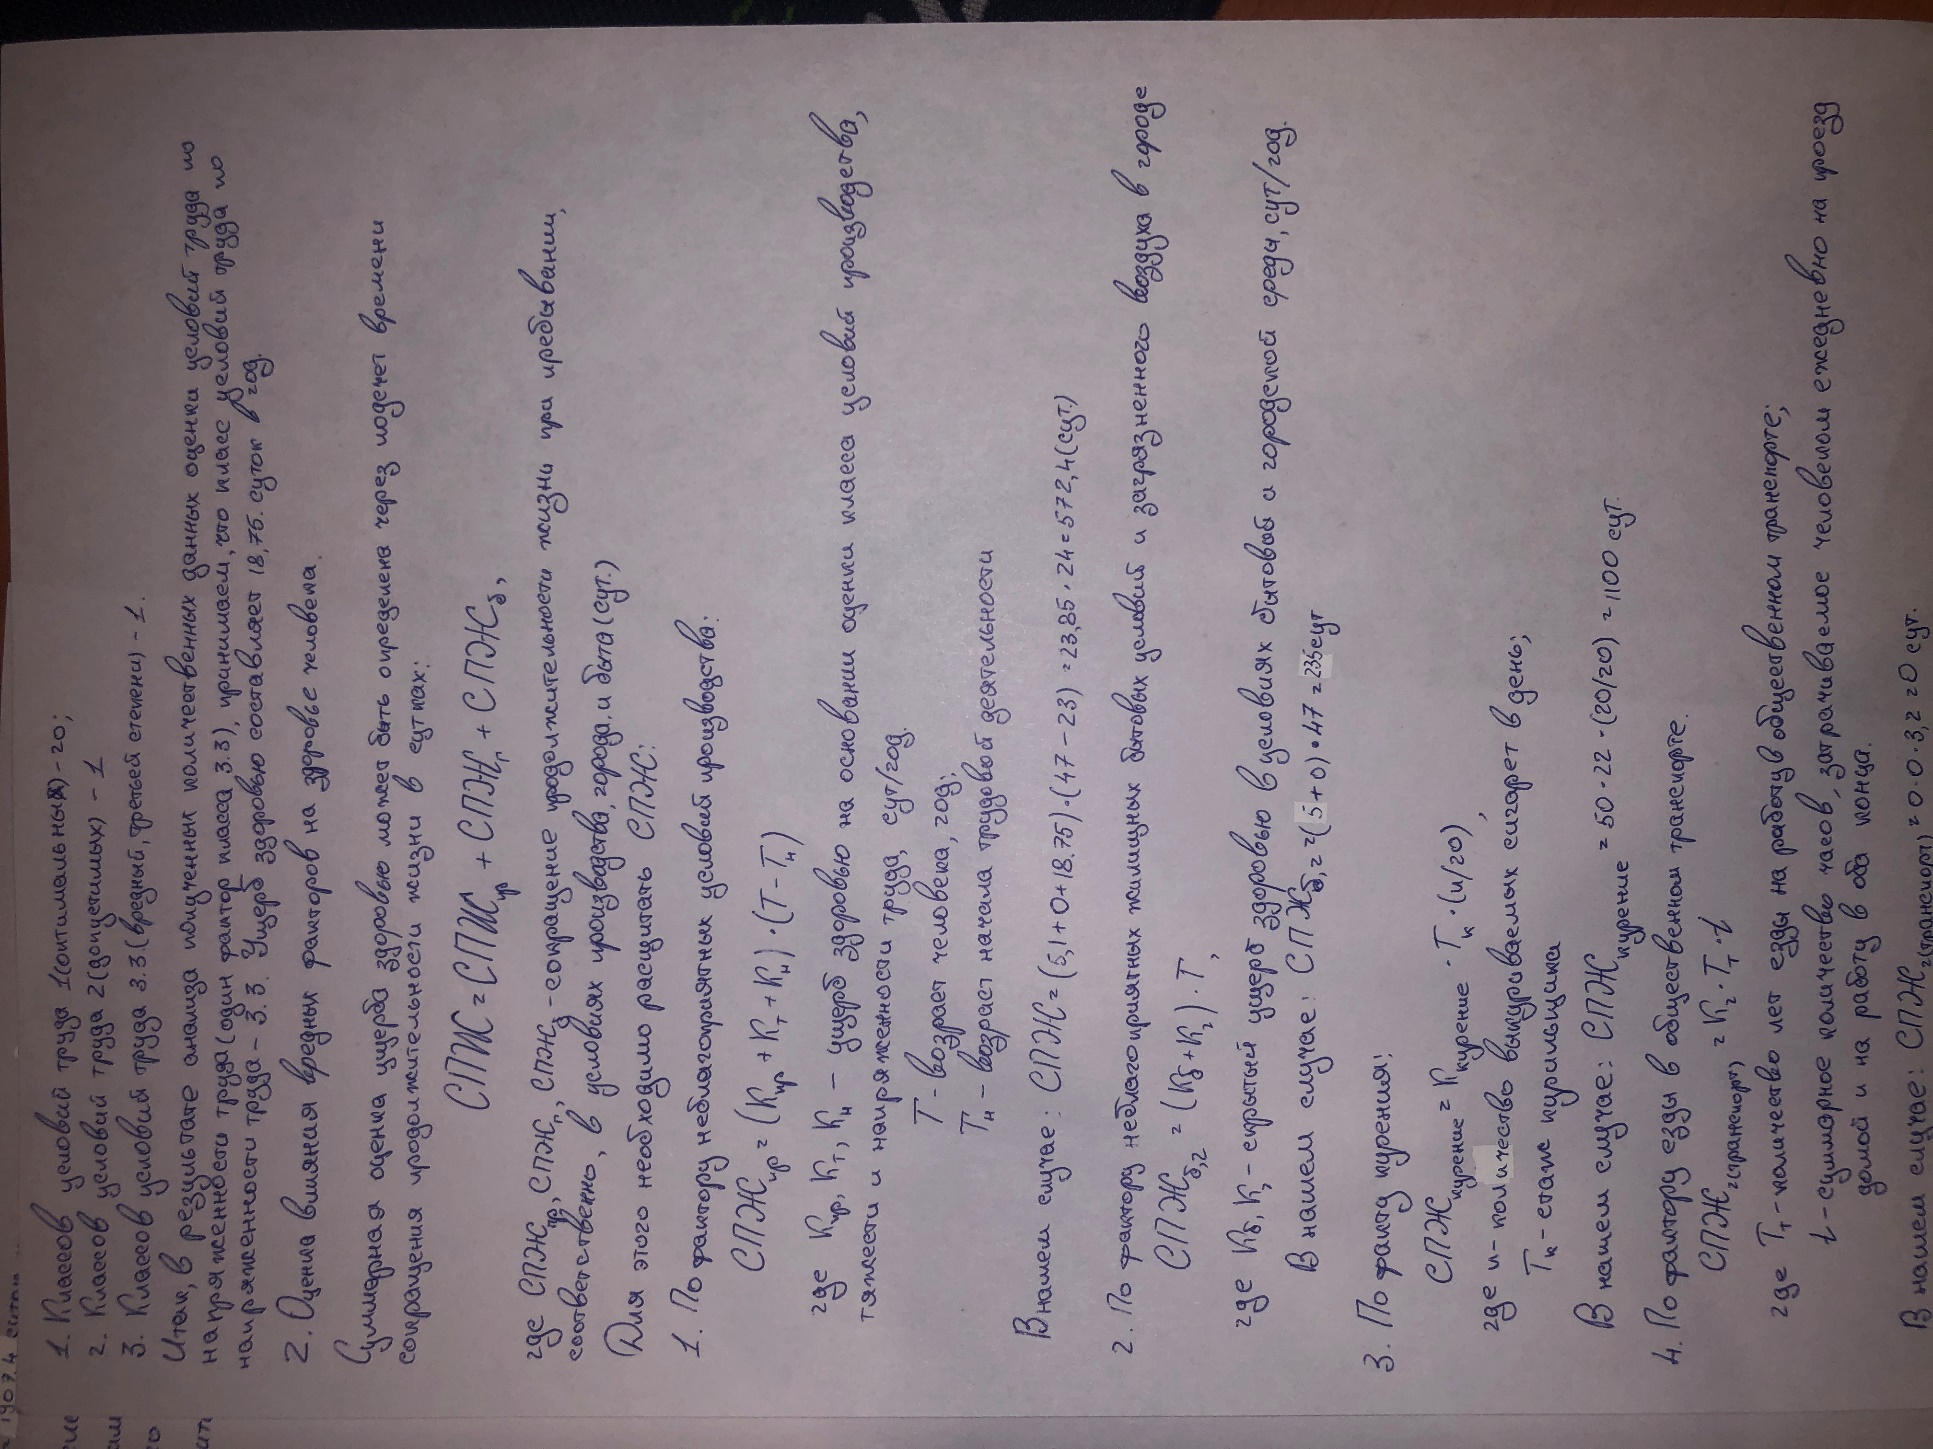 1. Классов условий труда 1(оптимальных) - 20;
2. Классов условий труда 2(допустимых) - 1
3. Классов условий труда 3.3.(вредный, третьей степени) - 1.
Итак, в результате анализа полученных количественных данных оценки условий труда по
напряженности труда (один фактор класса 3.3), принимаем, что класс условий труда по
напряженности труда - 3.3. Ущерб здоровью составляет 18,75. суток в год.
2. Оценка влияния вредных факторов на здоровье человека.
Суммарная оценка ущерба здоровью может быть определена через подсчет времени
сокращения продолжительности жизни в сутках:
СПЖ = СПЖпр + СПЖг + СПЖб,
где СПЖпр, СПЖг, СПЖб - сокращение продолжительности жизни при пребывании,
соответственно, в условиях производства, города и быта (сут.)
Для этого необходимо расщитать СПЖ:
1. По фактору неблагоприятных условий производства:
СПЖпр = (Кпр + Кт + Кн) · (Т - Тн)
где Кпр, Кт, Кн - ущерб здоровью на основании оценки класса условий производства,
тяжести и напряженности труда, сут/год.
Т - возраст человека, год;
Тн - возраст начала трудовой деятельности
В нашем случае: СПЖ = (5,1 + 0 + 18.75) · (47 - 23) = 23,85 · 24 = 572,4 (сут.)
2. По фактору неблагоприятных жилищных бытовых условий и загрязненного воздуха в городе
СПЖб,г = (Кб + Кг) · Т,
где Кб, Кг - скрытый ущерб здоровью в условиях бытовой и городской среды, сут/год.
В нашем случае: СПЖб,г = (5 + 0) · 47 = 235 сут
3. По факту курения:
СПЖкурение = Ккурение · Тк · (n/20),
где n - количество выкуриваемых сигарет в день;
Тк - стаж курильщика
В нашем случае: СПЖкурение = 50 · 22 · (20/20) = 1100 сут.
4. По фактору езды в общественном транспорте.
СПЖг(транспорт) = Кг · Тт · t
где Тт - количество лет езды на работу в общественном транспорте;
t - суммарное количество часов, затрачиваемое человеком ежедневно на проезд
домой и на работу в оба конца.
В нашем случае: СПЖг(транспорт) = 0 · 0 · 3,2 = 0 сут.